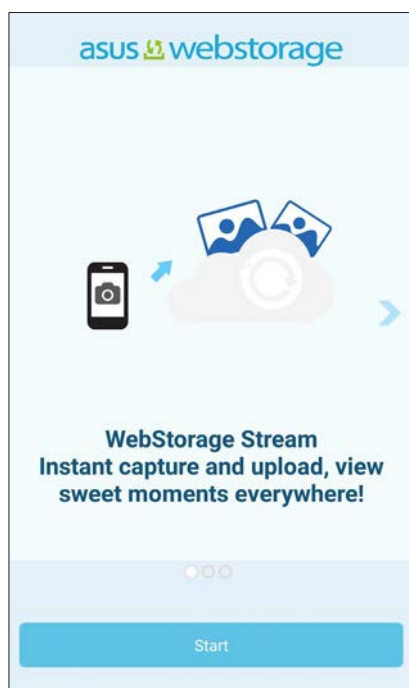 asus webstorage
WebStorage Stream
Instant capture and upload, view
sweet moments everywhere!
Start